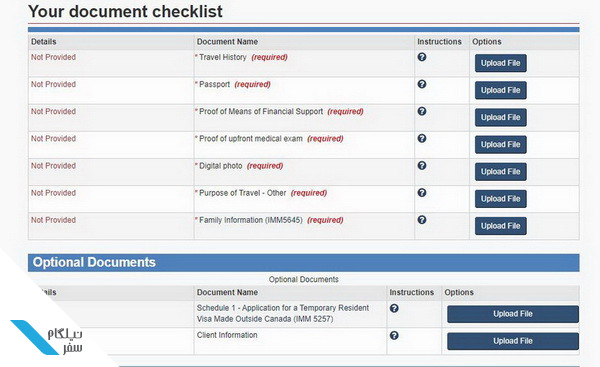 Your document checklist
Details Document Name Instructions Options
Not Provided * Travel History (required) ? Upload File
Not Provided * Passport (required) ? Upload File
Not Provided * Proof of Means of Financial Support (required) ? Upload File
Not Provided * Proof of upfront medical exam (required) ? Upload File
Not Provided * Digital photo (required) ? Upload File
Not Provided * Purpose of Travel - Other (required) ? Upload File
Not Provided * Family Information (IMM5645) (required) ? Upload File
Optional Documents
Optional Documents
ails Document Name Instructions Options
Schedule 1 - Application for a Temporary Resident ? Upload File
Visa Made Outside Canada (IMM 5257)
Client Information ? Upload File
نیلگام
سفر